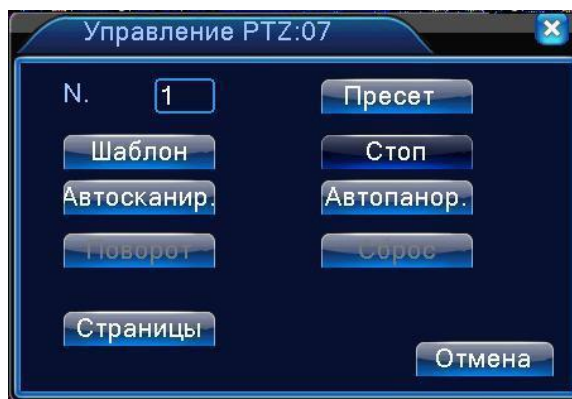 Управление PTZ:07
N. 1 Пресет
Шаблон Стоп
Автосканир. Автопанор.
Поворот Сброс
Страницы
Отмена